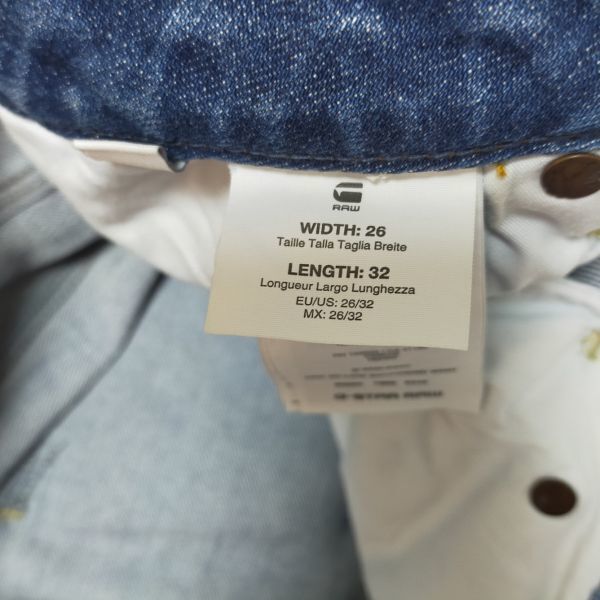 RAW
WIDTH: 26
Taille Talla Taglia Breite
LENGTH: 32
Longueur Largo Lunghezza
EU/US: 26/32
MX: 26/32